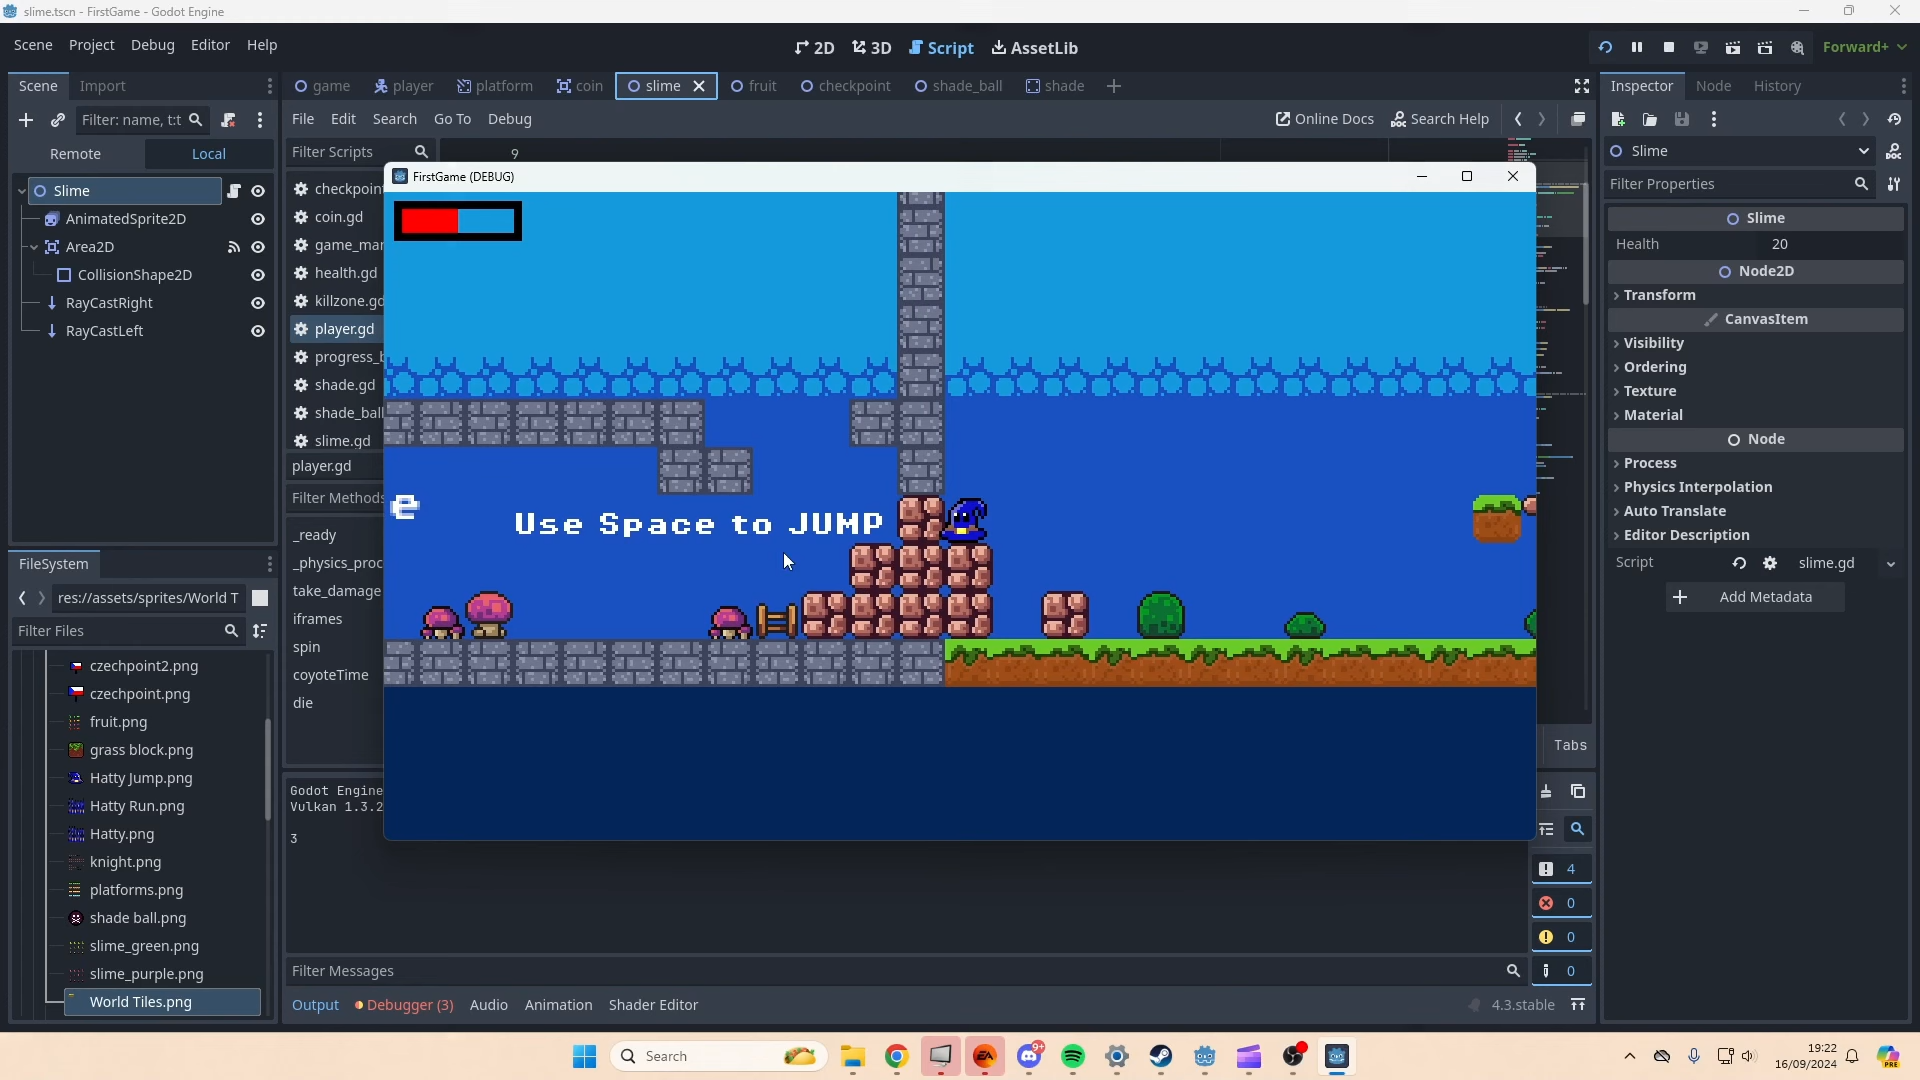 slime.tscn - FirstGame - Godot Engine
Scene Project Debug Editor Help
2D 3D Script AssetLib
Forward+
Scene Import
game player platform coin slime fruit checkpoint shade_ball shade
Inspector Node History
Filter: name, t:t
File Edit Search Go To Debug
Online Docs Search Help
Remote Local
Filter Scripts
9
Slime
Slime
AnimatedSprite2D
Area2D
CollisionShape2D
RayCastRight
RayCastLeft
checkpoin
coin.gd
game_mar
health.gd
killzone.gd
player.gd
progress_b
shade.gd
shade_ball
slime.gd
player.gd
Filter Methods
_ready
_physics_proc
take_damage
iframes
spin
coyoteTime
die
FirstGame (DEBUG)
e
Use Space to JUMP
Filter Properties
Slime
Health 20
Node2D
Transform
CanvasItem
Visibility
Ordering
Texture
Material
Node
Process
Physics Interpolation
Auto Translate
Editor Description
Script slime.gd
Add Metadata
FileSystem
res://assets/sprites/World T
Filter Files
czechpoint2.png
czechpoint.png
fruit.png
grass block.png
Hatty Jump.png
Hatty Run.png
Hatty.png
knight.png
platforms.png
shade ball.png
slime_green.png
slime_purple.png
World Tiles.png
Tabs
Godot Engine
Vulkan 1.3.2
3
4
0
0
0
Filter Messages
Output Debugger (3) Audio Animation Shader Editor
4.3.stable
Search
9+
19:22
16/09/2024
PRE